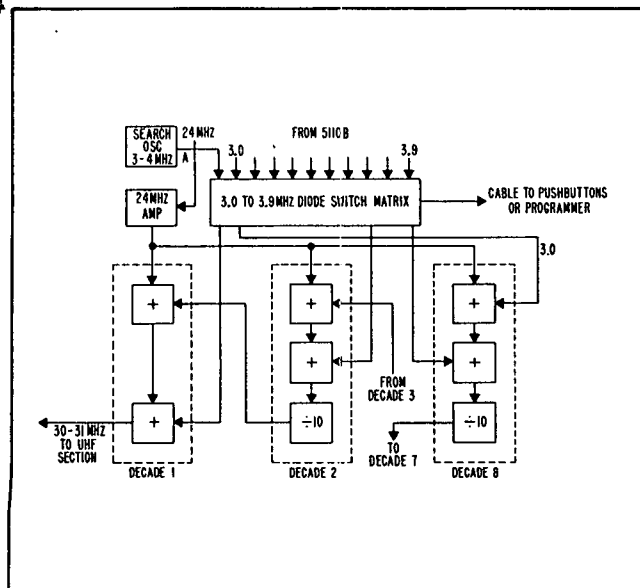 SEARCH
OSC
3-4MHZ
24MHZ
A
3.0
FROM 5110B
3.9
24MHZ
AMP
3.0 TO 3.9MHZ DIODE SWITCH MATRIX
CABLE TO PUSHBUTTONS
OR PROGRAMMER
3.0
+
+
+
+
+
FROM
DECADE 3
+
÷10
÷10
30-31MHZ
TO UHF
SECTION
TO
DECADE 7
DECADE 1
DECADE 2
DECADE 8